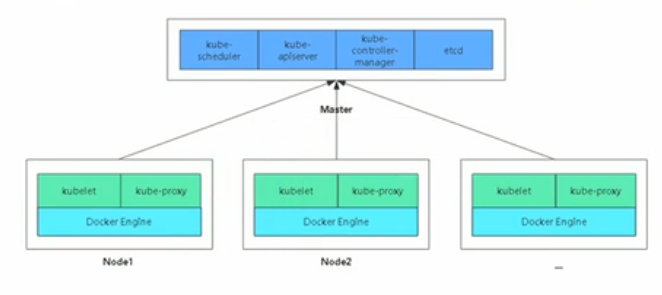 kube-
scheduler
kube-
apiserver
kube-
controller-
manager
etcd
Master
kubelet
kube-proxy
Docker Engine
Node1
kubelet
kube-proxy
Docker Engine
Node2
kubelet
kube-proxy
Docker Engine